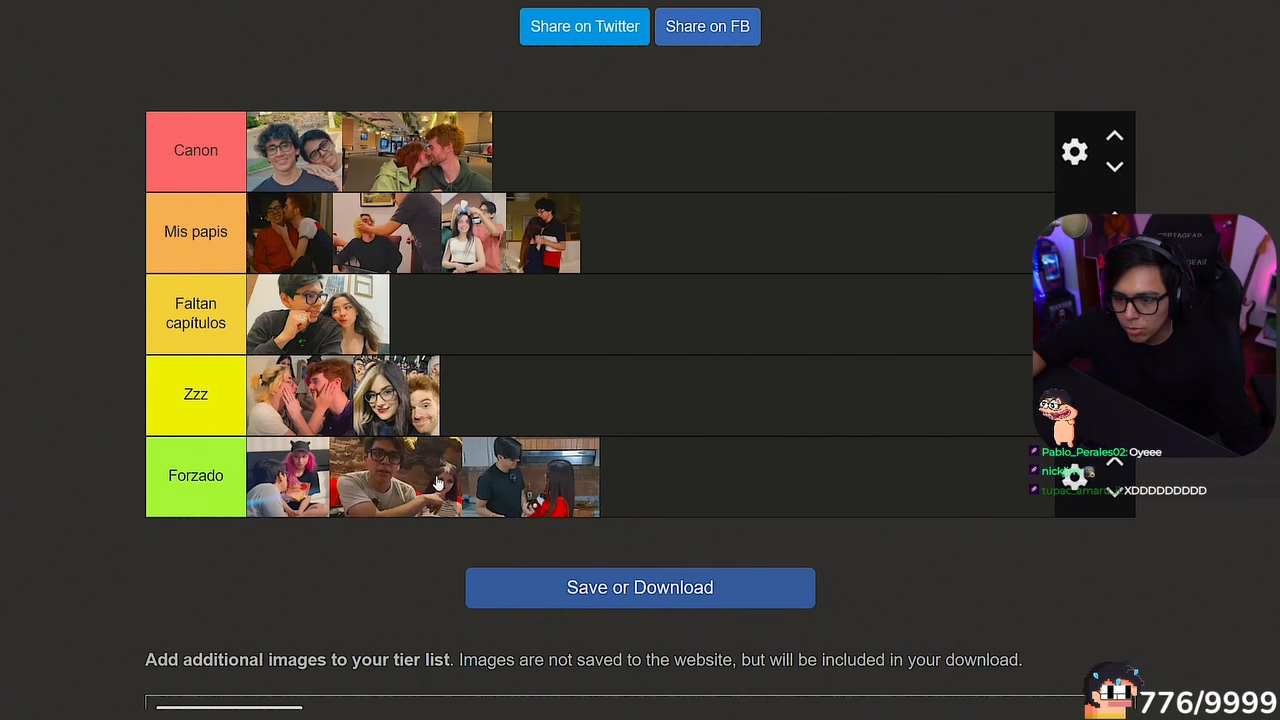 Share on Twitter
Share on FB
Canon
Mis papis
Faltan
capítulos
Zzz
Forzado
Pablo_Perales02: Oyeee
XDDDDDDDDD
Save or Download
Add additional images to your tier list. Images are not saved to the website, but will be included in your download.
776/9999